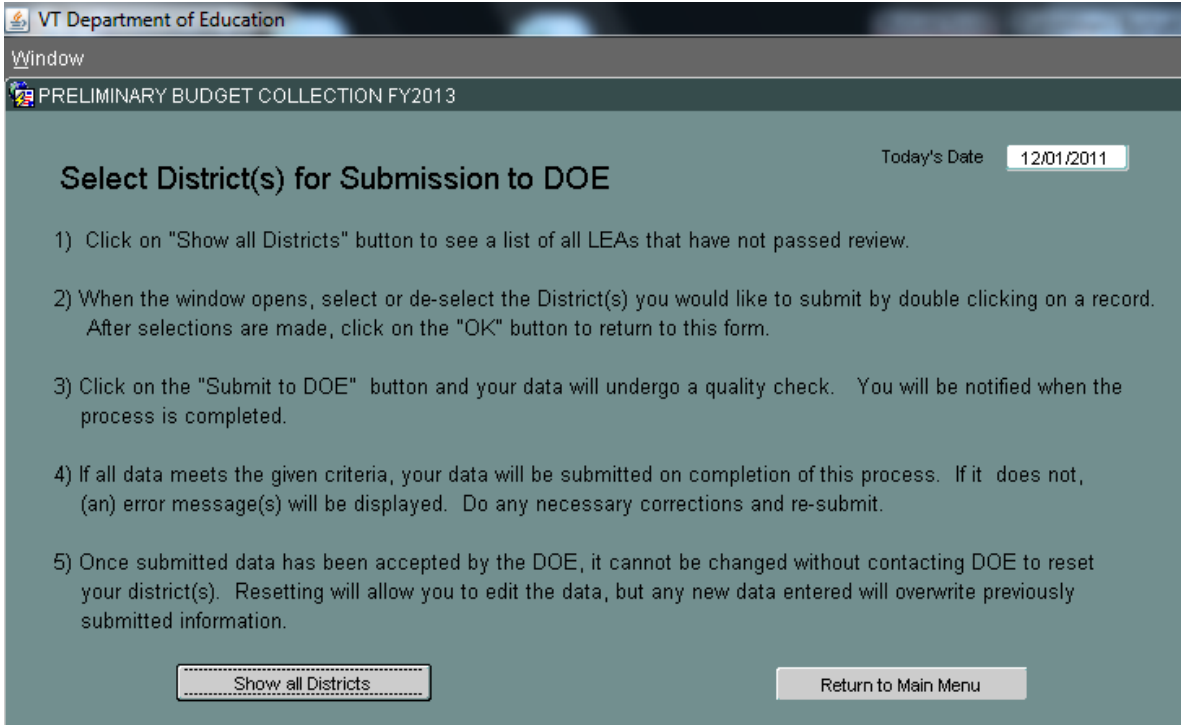 VT Department of Education
Window
PRELIMINARY BUDGET COLLECTION FY2013
Today's Date 12/01/2011
Select District(s) for Submission to DOE
1) Click on "Show all Districts" button to see a list of all LEAs that have not passed review.
2) When the window opens, select or de-select the District(s) you would like to submit by double clicking on a record.
After selections are made, click on the "OK" button to return to this form.
3) Click on the "Submit to DOE" button and your data will undergo a quality check. You will be notified when the
process is completed.
4) If all data meets the given criteria, your data will be submitted on completion of this process. If it does not,
(an) error message(s) will be displayed. Do any necessary corrections and re-submit.
5) Once submitted data has been accepted by the DOE, it cannot be changed without contacting DOE to reset
your district(s). Resetting will allow you to edit the data, but any new data entered will overwrite previously
submitted information.
Show all Districts
Return to Main Menu